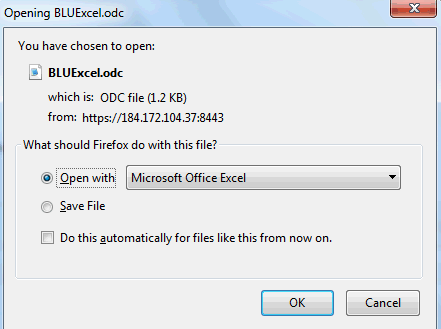 Opening BLUExcel.odc
You have chosen to open:
BLUExcel.odc
which is: ODC file (1.2 KB)
from: https://184.172.104.37:8443
What should Firefox do with this file?
Open with Microsoft Office Excel
Save File
Do this automatically for files like this from now on.
OK Cancel